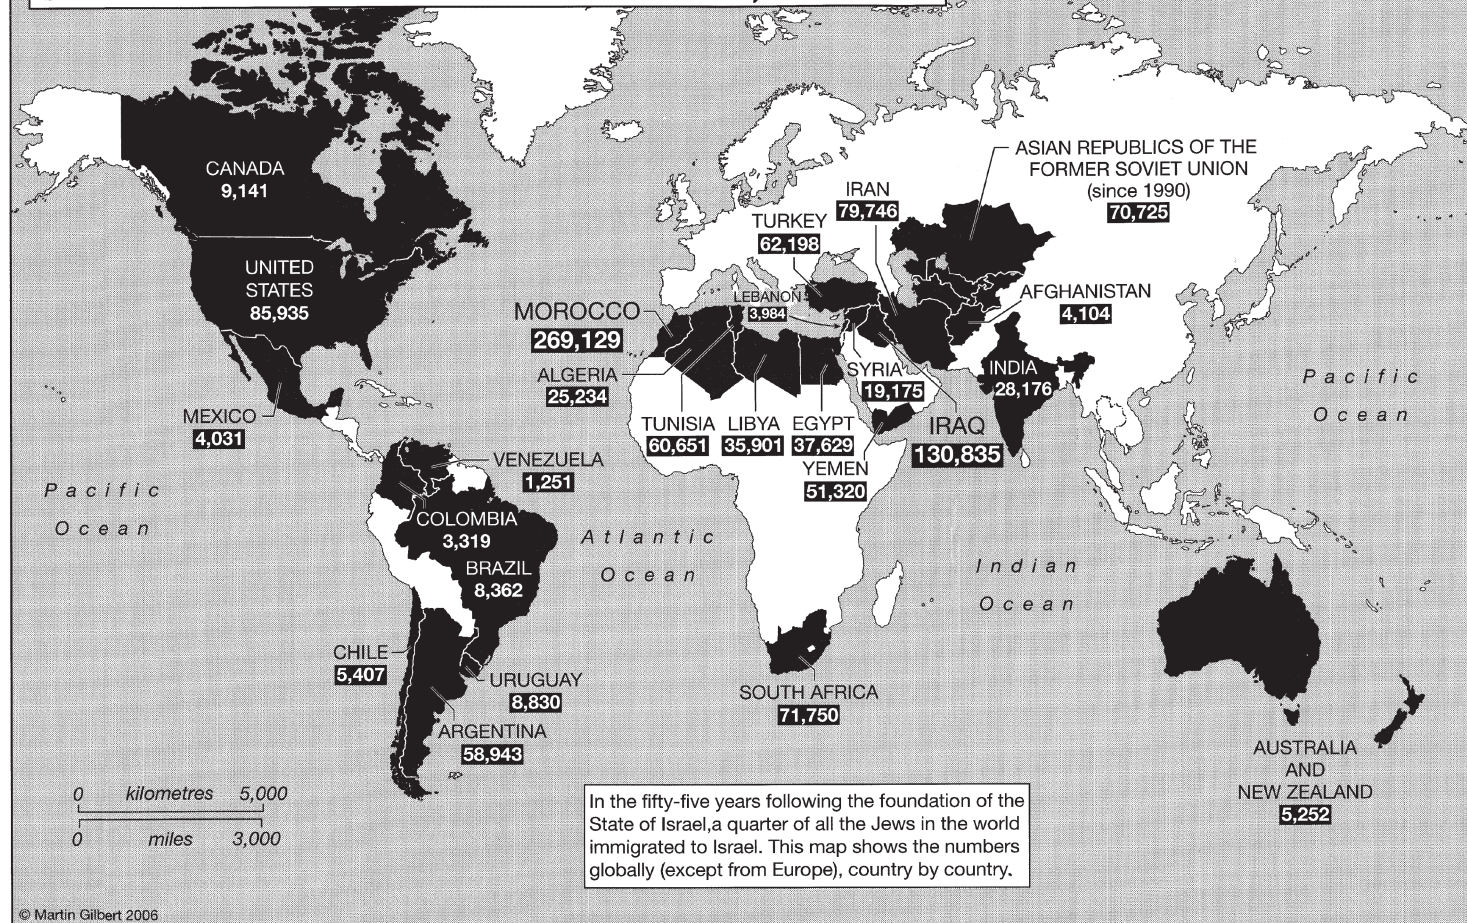 CANADA
9,141
UNITED
STATES
85,935
MEXICO
4,031
VENEZUELA
1,251
COLOMBIA
3,319
BRAZIL
8,362
CHILE
5,407
URUGUAY
8,830
ARGENTINA
58,943
Pacific
Ocean
Atlantic
Ocean
MOROCCO
269,129
ALGERIA
25,234
TUNISIA
60,651
LIBYA
35,901
EGYPT
37,629
YEMEN
51,320
LEBANON
3,984
TURKEY
62,198
IRAN
79,746
SYRIA
19,175
IRAQ
130,835
ASIAN REPUBLICS OF THE
FORMER SOVIET UNION
(since 1990)
70,725
AFGHANISTAN
4,104
INDIA
28,176
Pacific
Ocean
Indian
Ocean
SOUTH AFRICA
71,750
AUSTRALIA
AND
NEW ZEALAND
5,252
0 kilometres 5,000
0 miles 3,000
In the fifty-five years following the foundation of the
State of Israel,a quarter of all the Jews in the world
immigrated to Israel. This map shows the numbers
globally (except from Europe), country by country.
© Martin Gilbert 2006